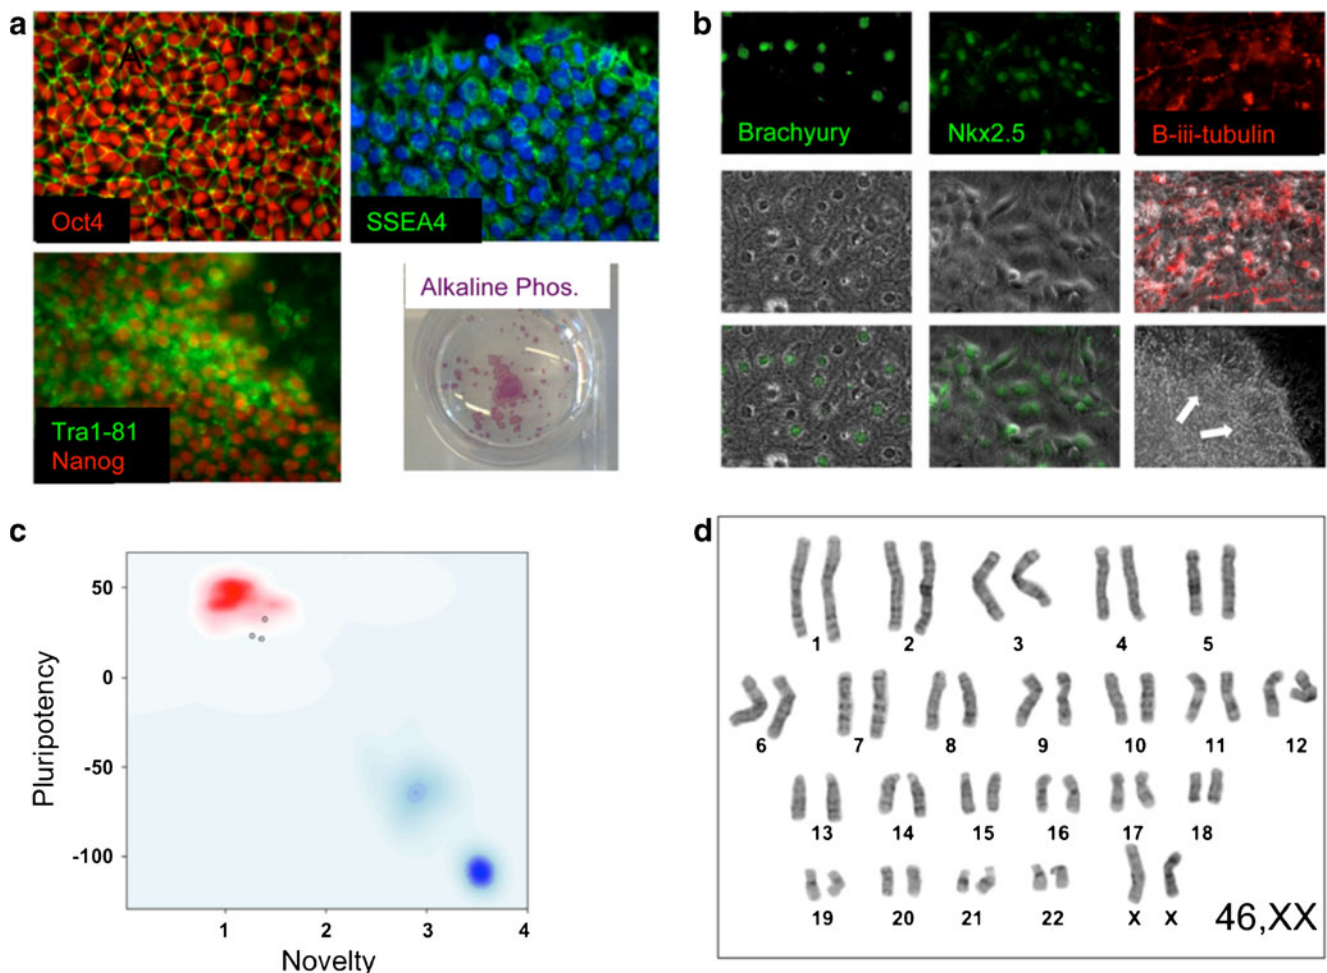 a
A
Oct4
SSEA4
Tra1-81
Nanog
Alkaline Phos.
b
Brachyury
Nkx2.5
B-iii-tubulin
c
50
0
-50
-100
Pluripotency
1 2 3 4
Novelty
d
1 2 3 4 5
6 7 8 9 10 11 12
13 14 15 16 17 18
19 20 21 22 X X
46,XX